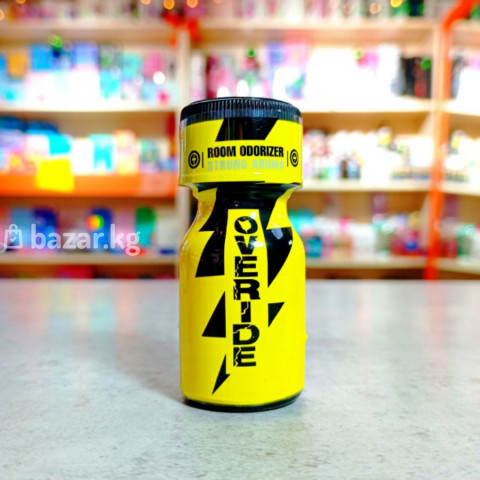 ROOM ODORIZER
STRONG AROMA
OVERIDE
bazar.kg